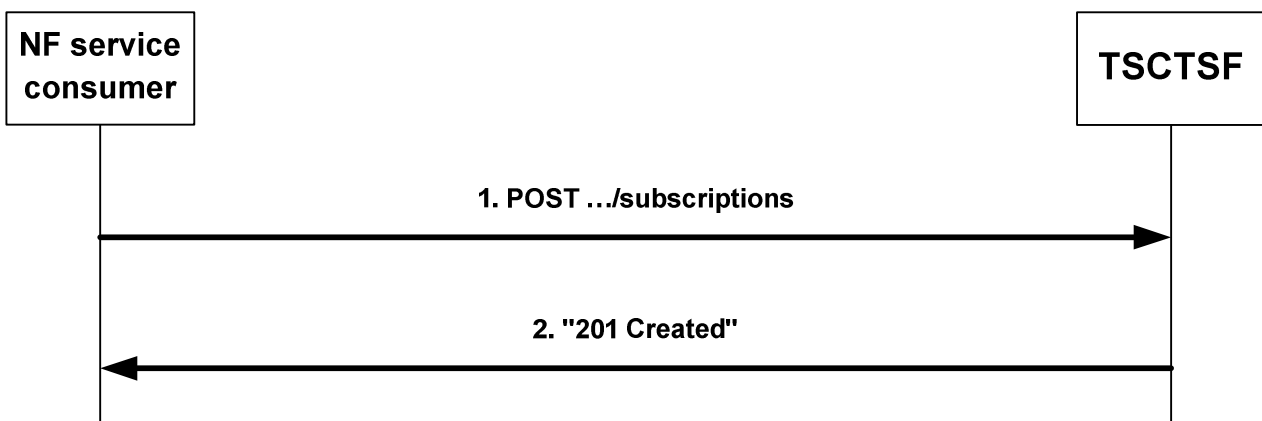 NF service
consumer
TSCTSF
1. POST …/subscriptions
2. "201 Created"